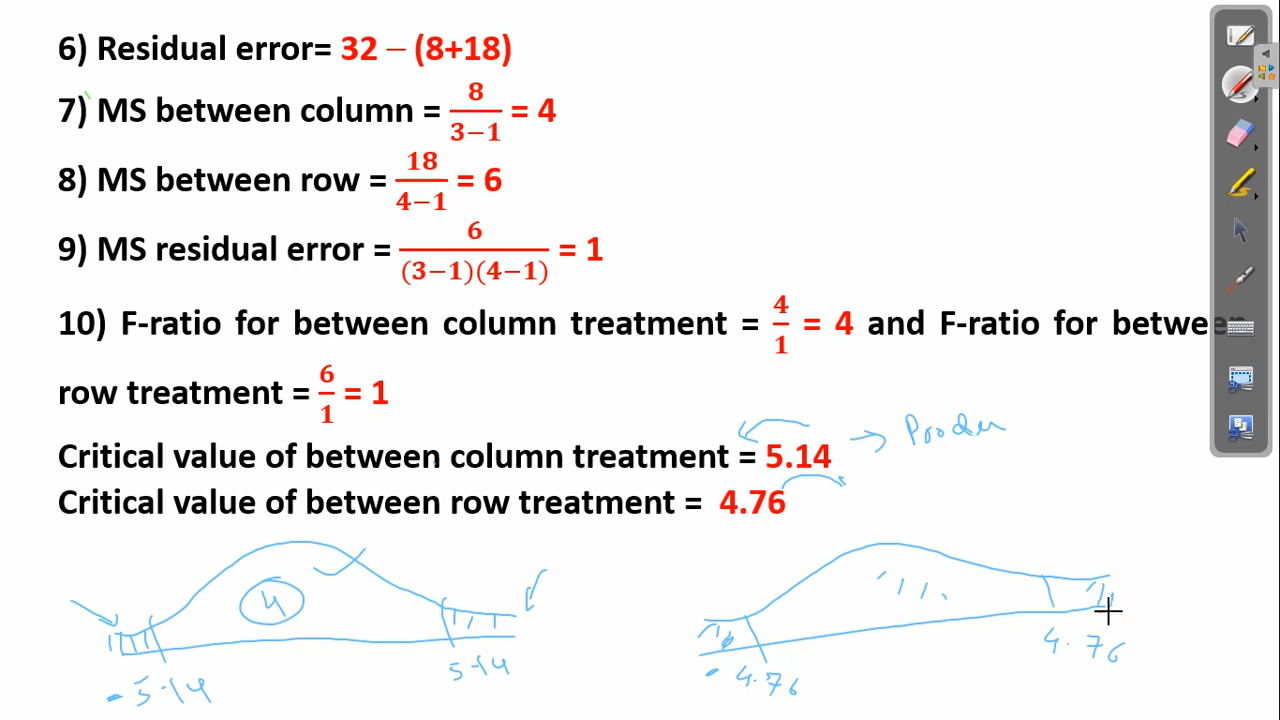 6) Residual error= 32 – (8+18)
7) MS between column = 8/(3−1) = 4
8) MS between row = 18/(4−1) = 6
9) MS residual error = 6/((3−1)(4−1)) = 1
10) F-ratio for between column treatment = 4/1 = 4 and F-ratio for between
row treatment = 6/1 = 1
Critical value of between column treatment = 5.14 → Produ
Critical value of between row treatment = 4.76
4
-5.14 5.14
-4.76 4.76